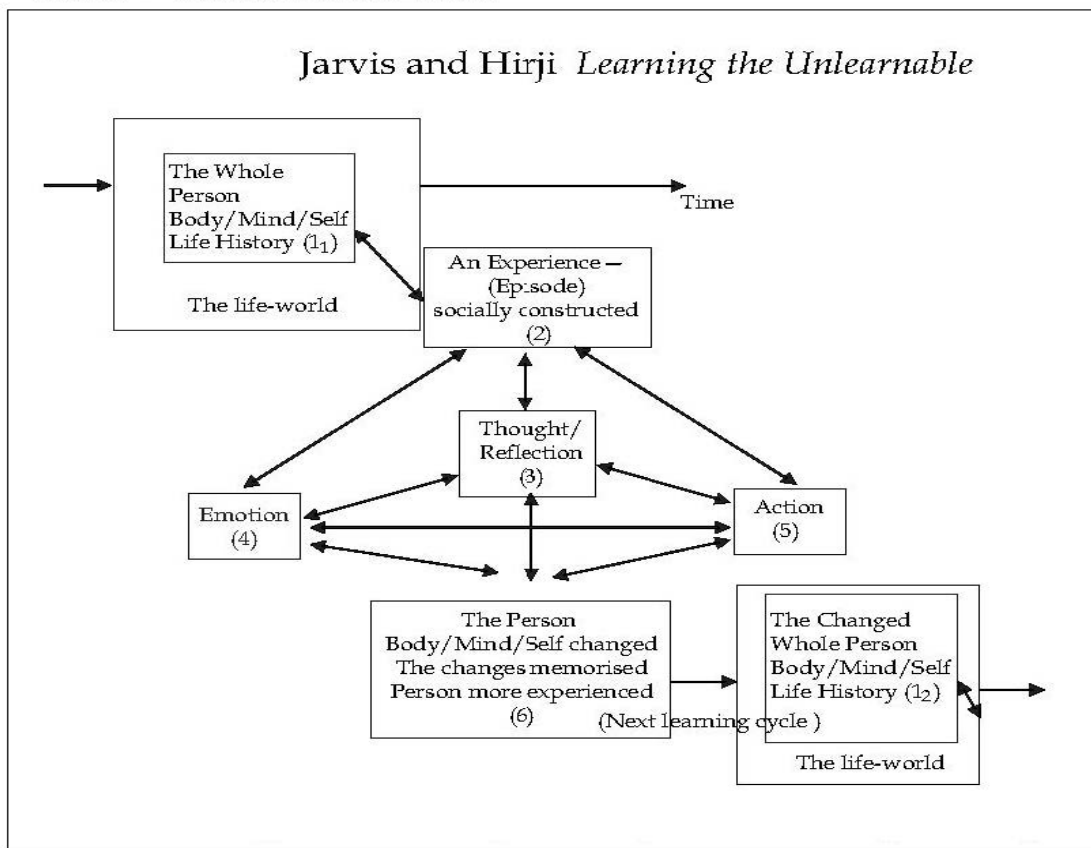 Jarvis and Hirji Learning the Unlearnable
The Whole
Person
Body/Mind/Self
Life History (1₁)
The life-world
Time
An Experience —
(Episode)
socially constructed
(2)
Thought/
Reflection
(3)
Emotion
(4)
Action
(5)
The Person
Body/Mind/Self changed
The changes memorised
Person more experienced
(6)
(Next learning cycle )
The Changed
Whole Person
Body/Mind/Self
Life History (1₂)
The life-world